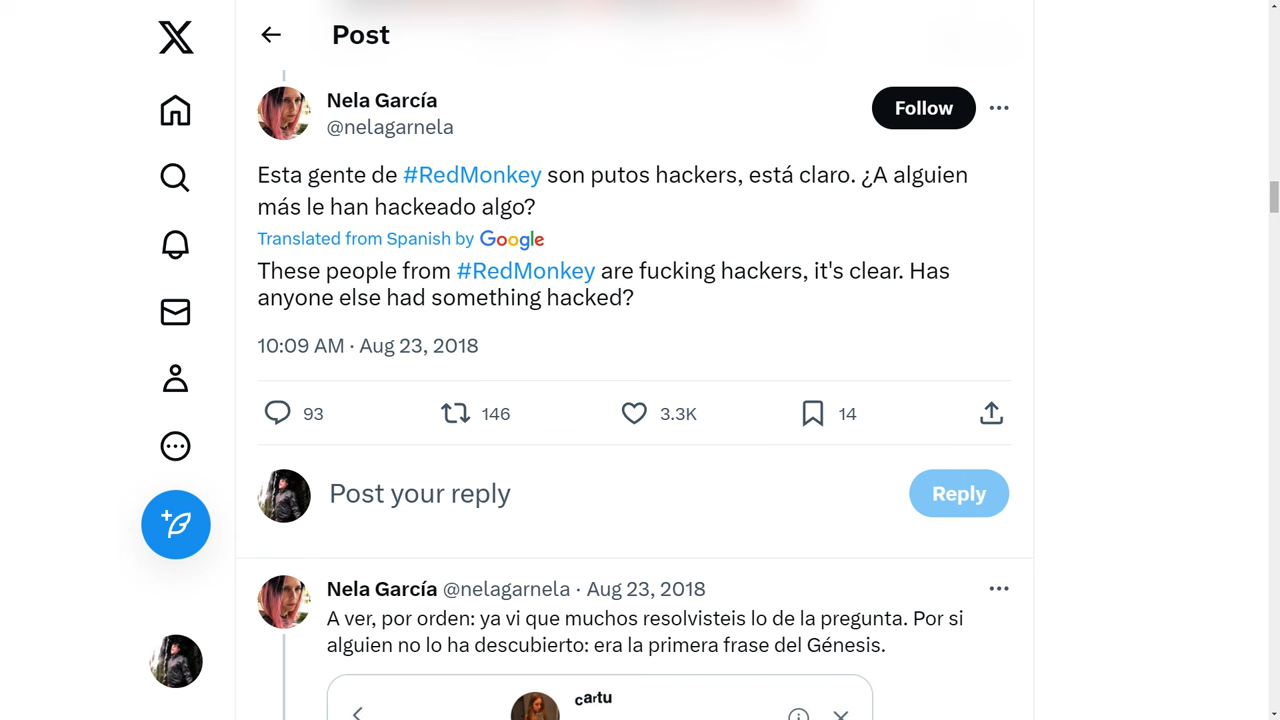 Post
Nela García
@nelagarnela
Follow
Esta gente de #RedMonkey son putos hackers, está claro. ¿A alguien
más le han hackeado algo?
Translated from Spanish by Google
These people from #RedMonkey are fucking hackers, it's clear. Has
anyone else had something hacked?
10:09 AM · Aug 23, 2018
93 146 3.3K 14
Post your reply
Reply
Nela García @nelagarnela · Aug 23, 2018
A ver, por orden: ya vi que muchos resolvisteis lo de la pregunta. Por si
alguien no lo ha descubierto: era la primera frase del Génesis.
cartu